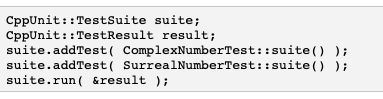 CppUnit::TestSuite suite;
CppUnit::TestResult result;
suite.addTest( ComplexNumberTest::suite() );
suite.addTest( SurrealNumberTest::suite() );
suite.run( &result );